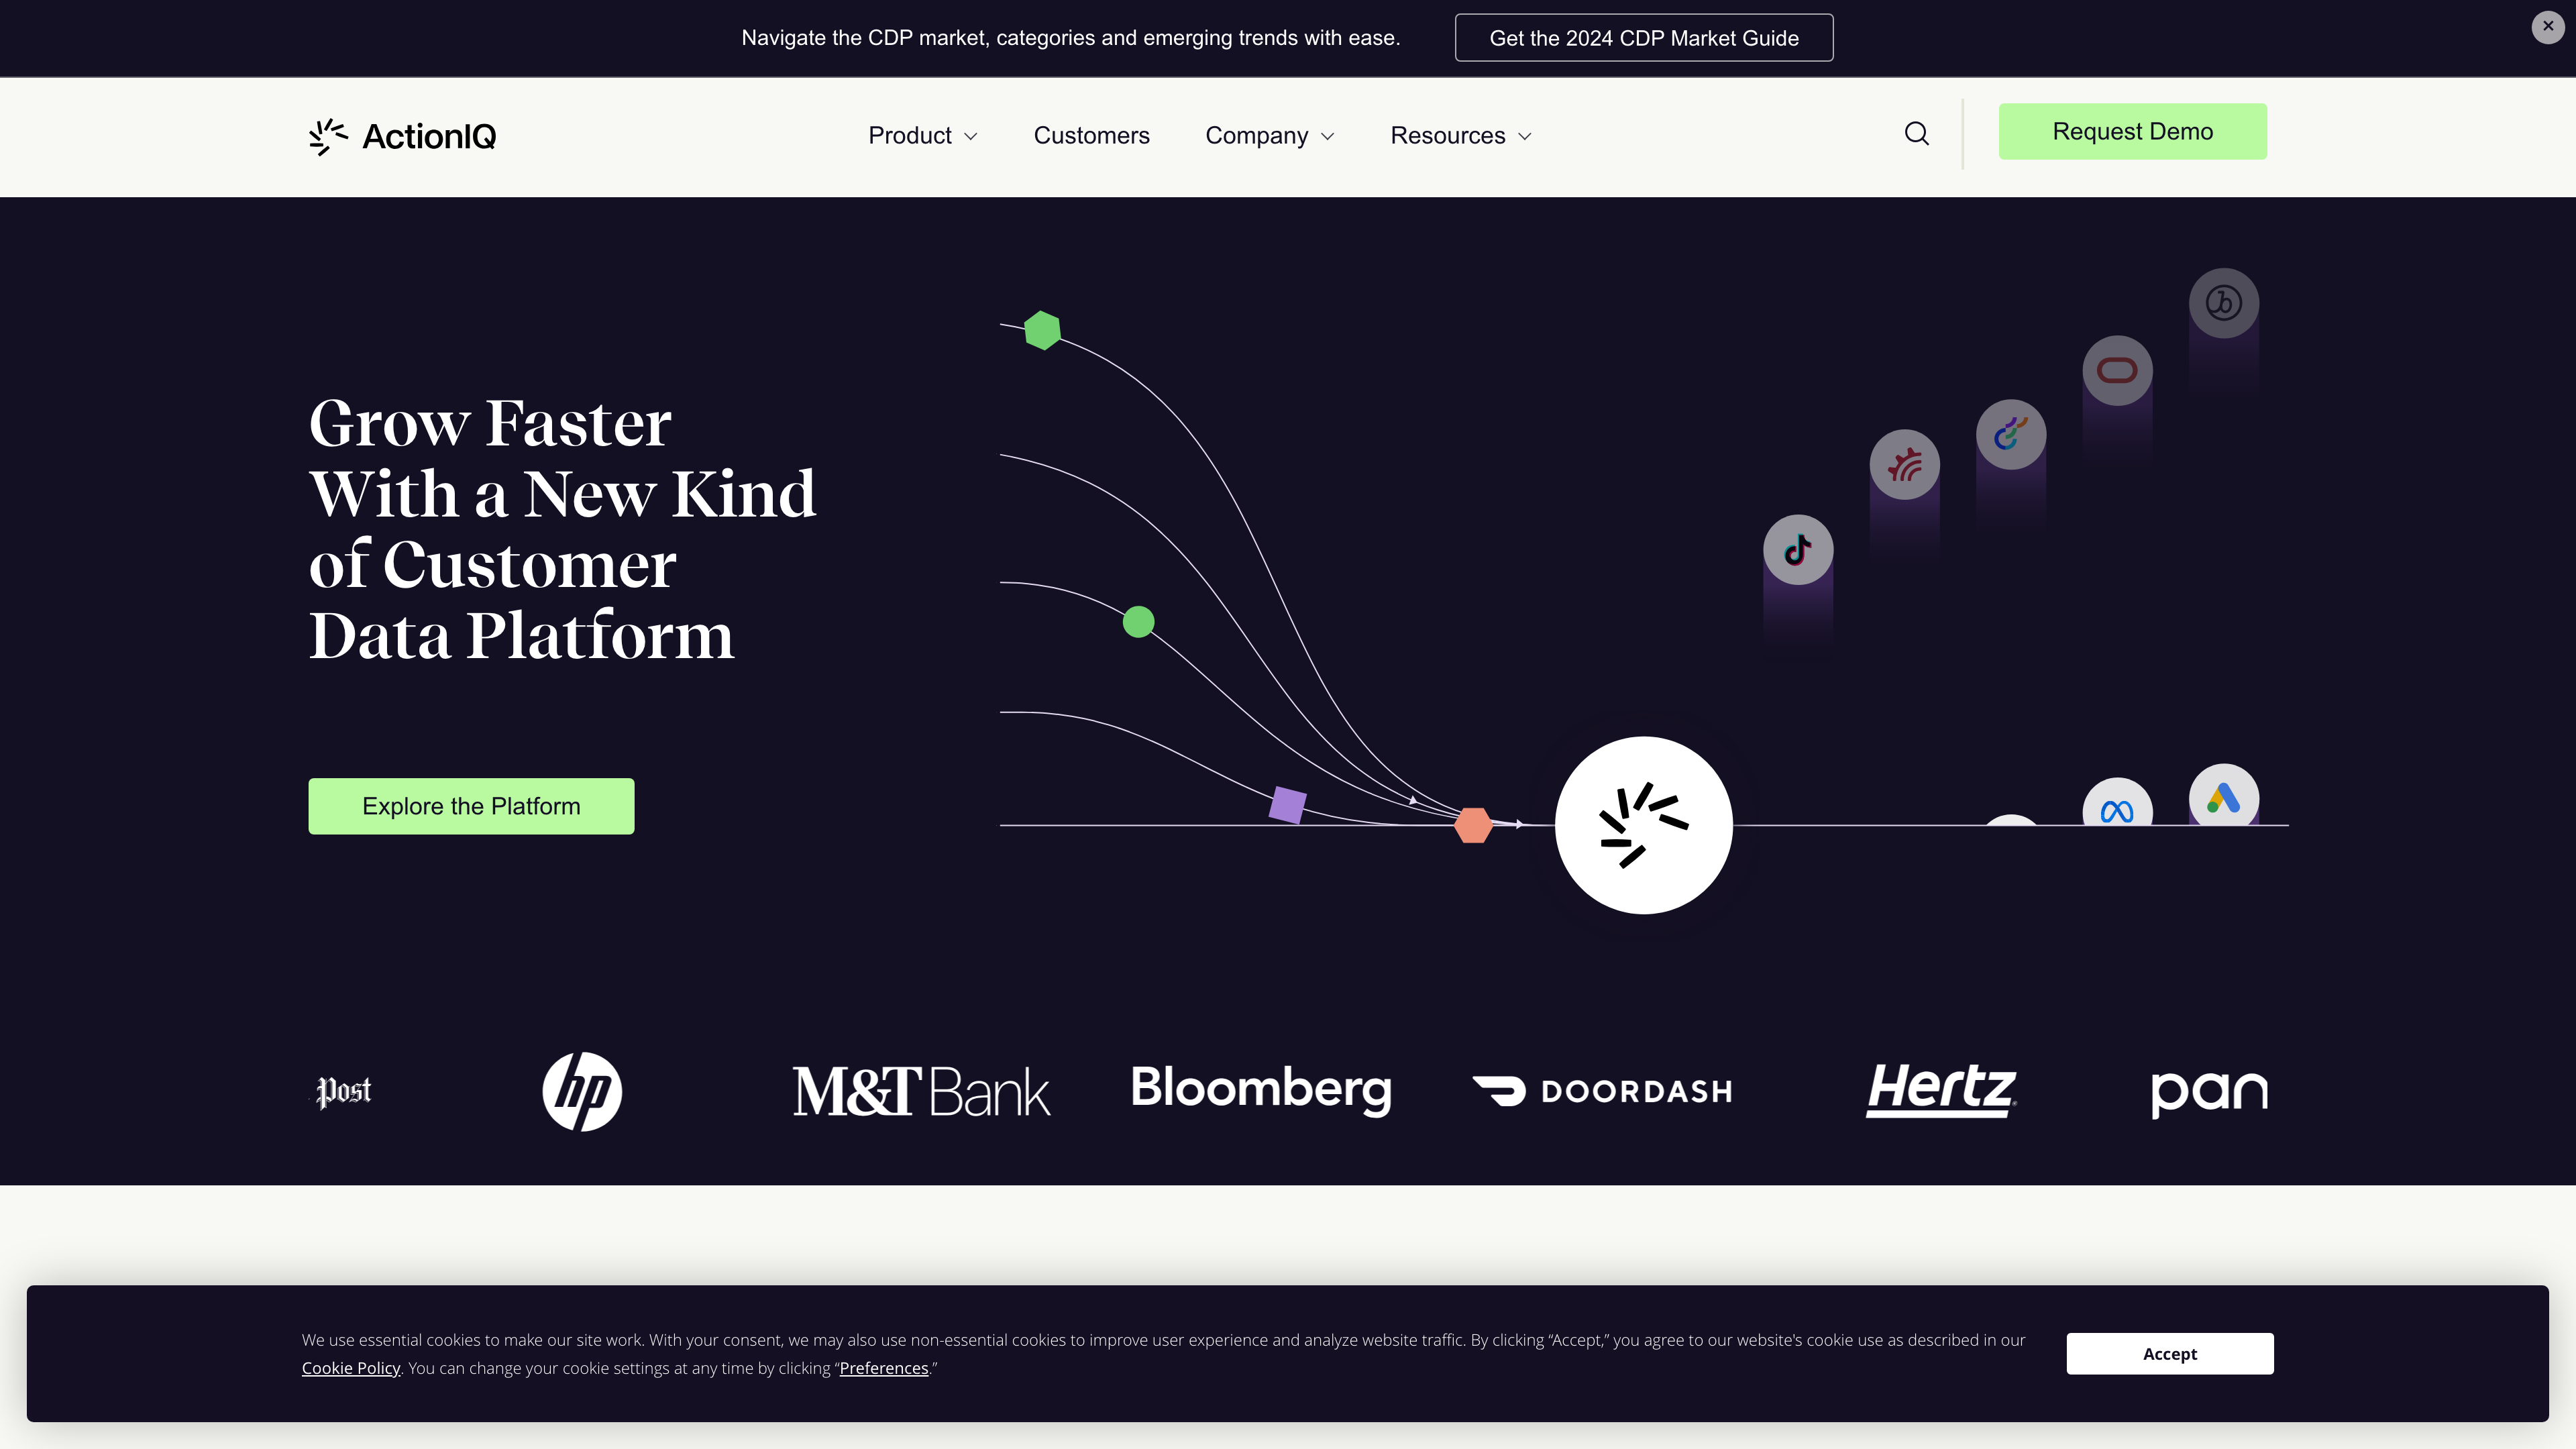 Navigate the CDP market, categories and emerging trends with ease.
Get the 2024 CDP Market Guide
ActionIQ
Product
Customers
Company
Resources
Request Demo
Grow Faster
With a New Kind
of Customer
Data Platform
Explore the Platform
Post
hp
M&T Bank
Bloomberg
DOORDASH
Hertz
pan
We use essential cookies to make our site work. With your consent, we may also use non-essential cookies to improve user experience and analyze website traffic. By clicking “Accept,” you agree to our website's cookie use as described in our
Cookie Policy. You can change your cookie settings at any time by clicking “Preferences.”
Accept